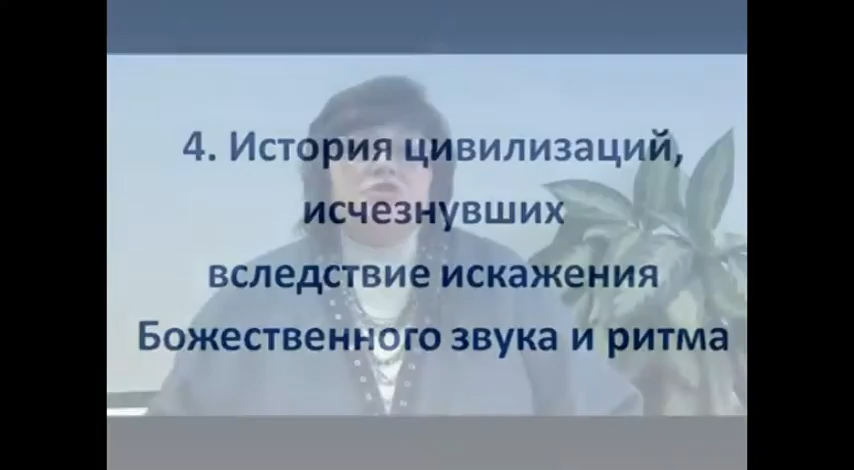 4. История цивилизаций,
исчезнувших
вследствие искажения
Божественного звука и ритма